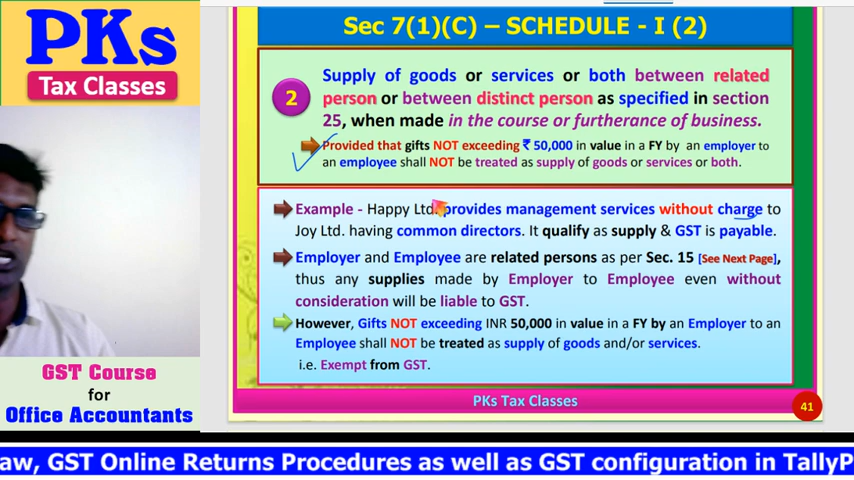 PKs
Tax Classes
Sec 7(1)(C) – SCHEDULE - I (2)
2
Supply of goods or services or both between related
person or between distinct person as specified in section
25, when made in the course or furtherance of business.
Provided that gifts NOT exceeding ₹ 50,000 in value in a FY by an employer to
an employee shall NOT be treated as supply of goods or services or both.
Example - Happy Ltd. provides management services without charge to
Joy Ltd. having common directors. It qualify as supply & GST is payable.
Employer and Employee are related persons as per Sec. 15 [See Next Page],
thus any supplies made by Employer to Employee even without
consideration will be liable to GST.
However, Gifts NOT exceeding INR 50,000 in value in a FY by an Employer to an
Employee shall NOT be treated as supply of goods and/or services.
i.e. Exempt from GST.
GST Course
for
Office Accountants
PKs Tax Classes
41
aw, GST Online Returns Procedures as well as GST configuration in TallyP